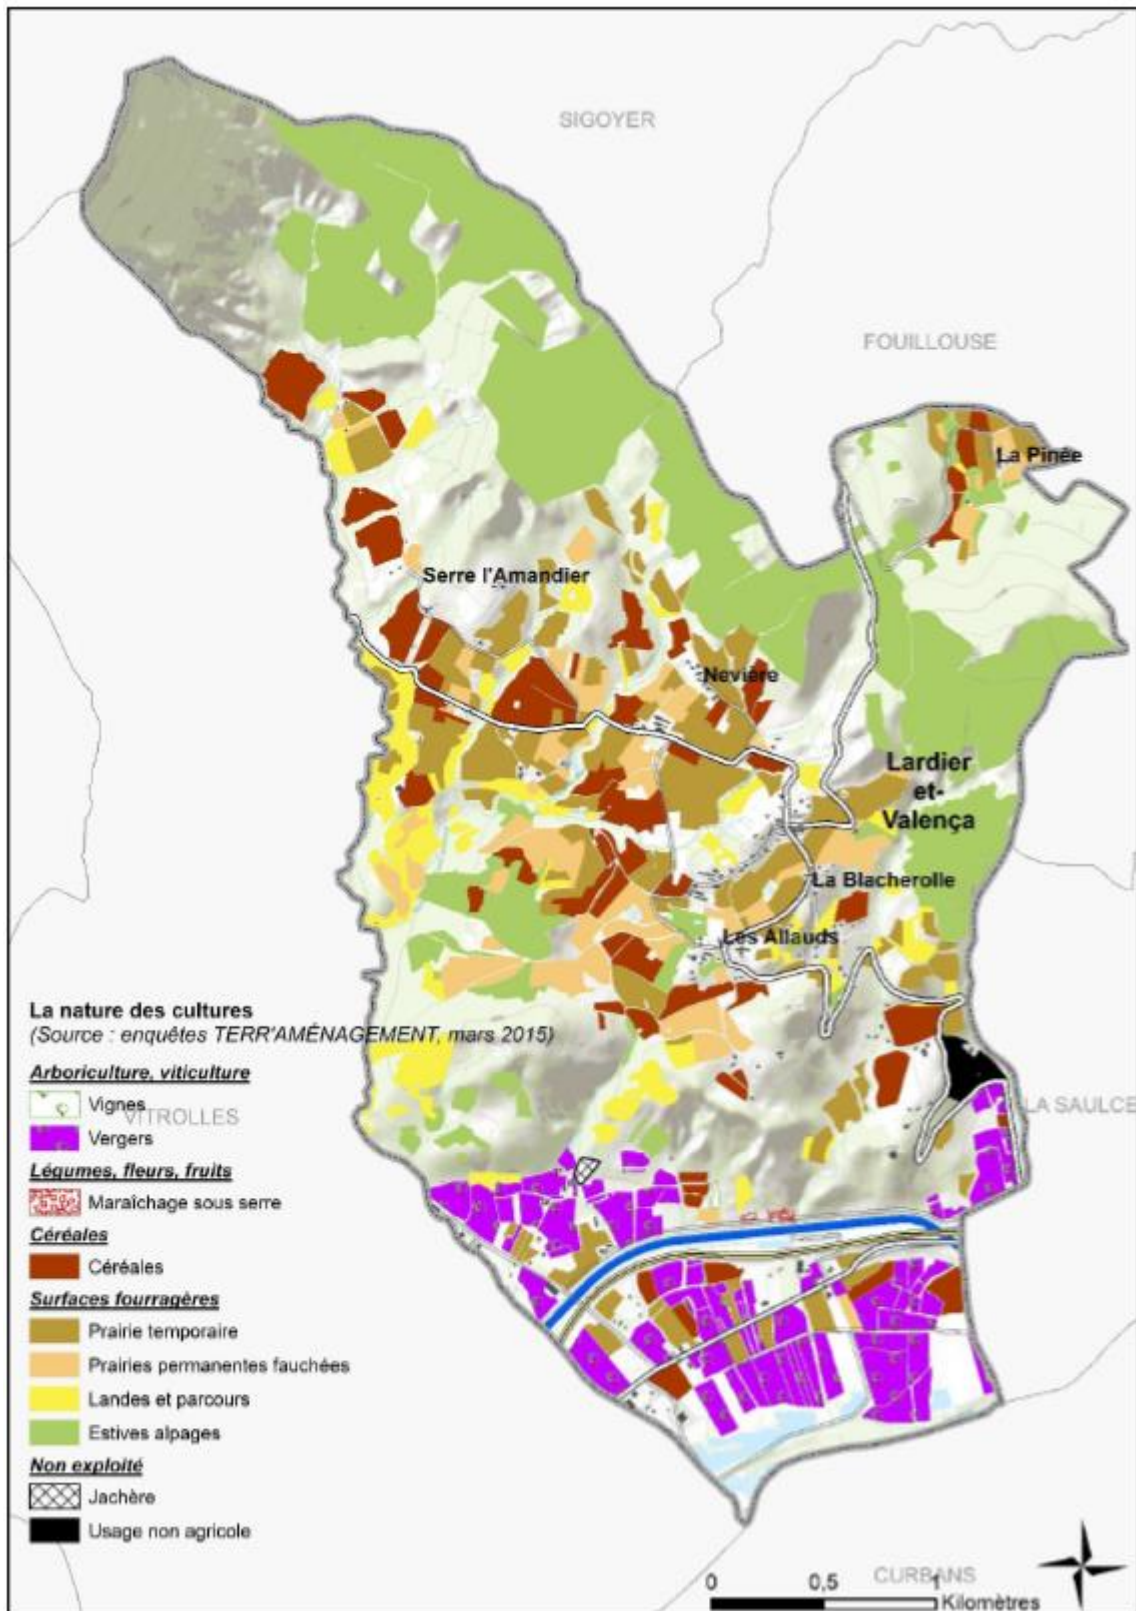 SIGOYER
FOUILLOUSE
La Pinée
Serre l'Amandier
Nevière
Lardier
et-
Valença
La Blacherolle
Les Allauds
La nature des cultures
(Source : enquêtes TERR'AMÉNAGEMENT, mars 2015)
Arboriculture, viticulture
Vignes
VITROLLES
LA SAULCE
Vergers
Légumes, fleurs, fruits
Maraîchage sous serre
Céréales
Céréales
Surfaces fourragères
Prairie temporaire
Prairies permanentes fauchées
Landes et parcours
Estives alpages
Non exploité
Jachère
Usage non agricole
CURBANS
0 0,5 1
Kilomètres